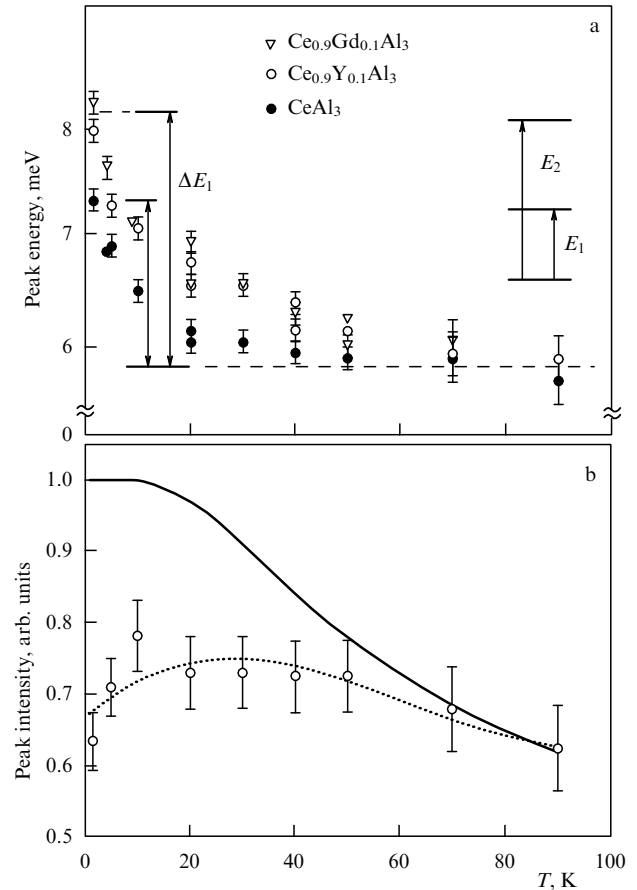 a
Ce₀.₉Gd₀.₁Al₃
Ce₀.₉Y₀.₁Al₃
CeAl₃
Peak energy, meV
8
7
6
0
ΔE₁
E₂
E₁
b
Peak intensity, arb. units
1.0
0.9
0.8
0.7
0.6
0.5
0 20 40 60 80 100
T, K